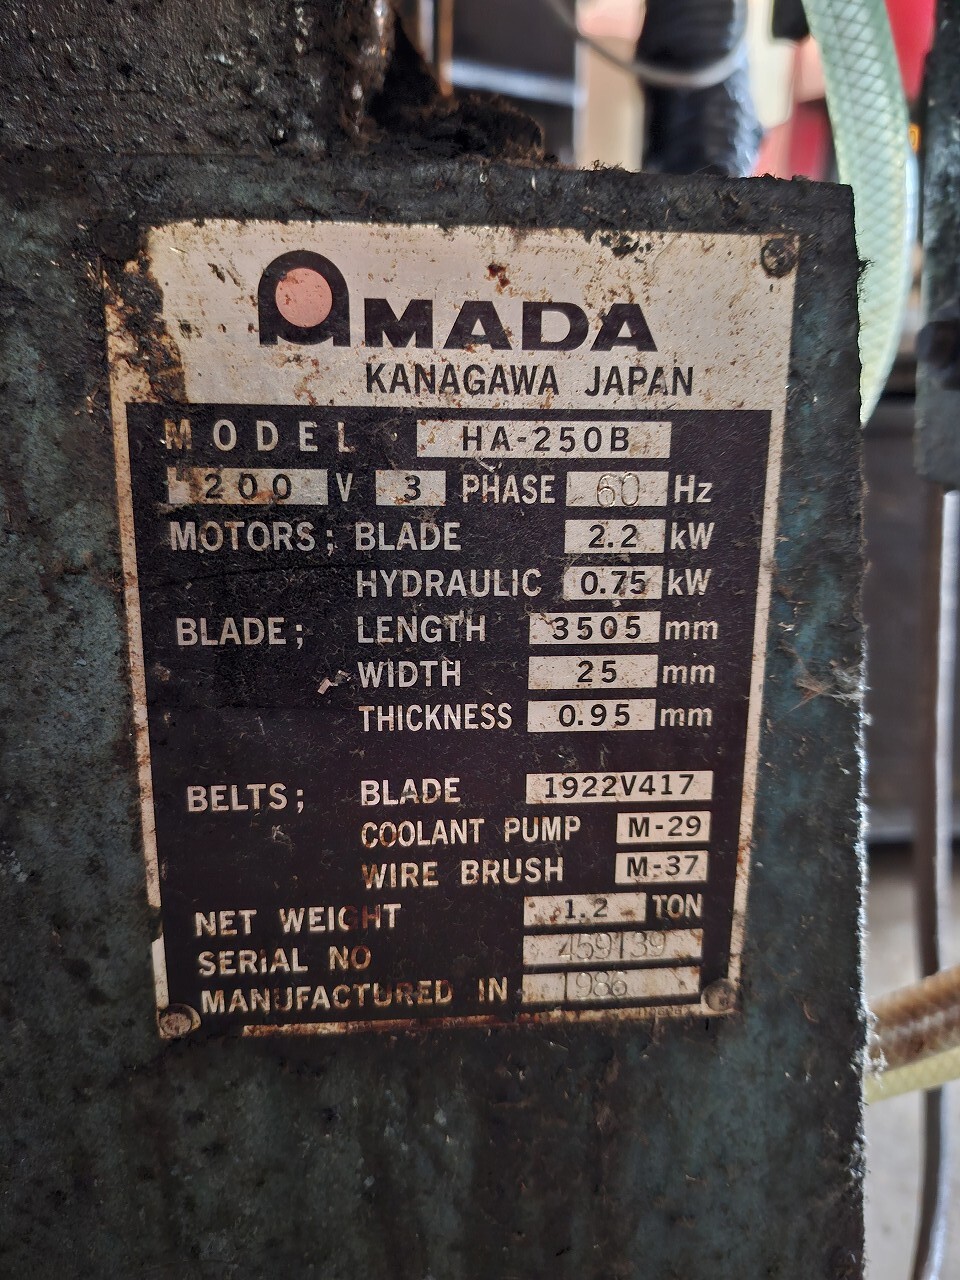 AMADA
KANAGAWA JAPAN
MODEL HA-250B
200 V 3 PHASE 60 Hz
MOTORS; BLADE 2.2 kW
HYDRAULIC 0.75 kW
BLADE; LENGTH 3505 mm
WIDTH 25 mm
THICKNESS 0.95 mm
BELTS; BLADE 1922V417
COOLANT PUMP M-29
WIRE BRUSH M-37
NET WEIGHT 1.2 TON
SERIAL NO 459139
MANUFACTURED IN 1986